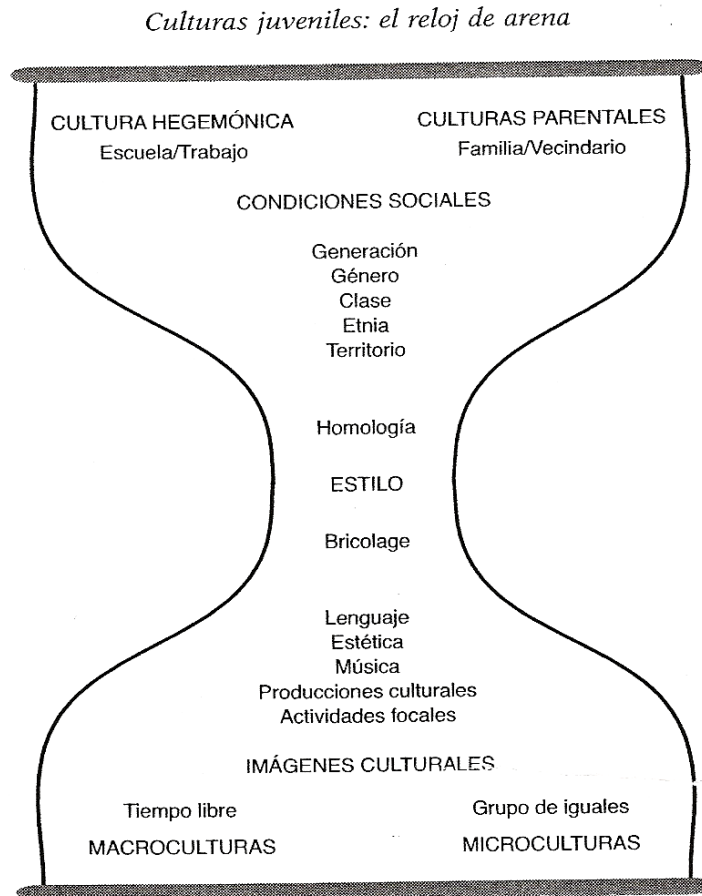 Culturas juveniles: el reloj de arena
CULTURA HEGEMÓNICA
Escuela/Trabajo
CULTURAS PARENTALES
Familia/Vecindario
CONDICIONES SOCIALES
Generación
Género
Clase
Etnia
Territorio
Homología
ESTILO
Bricolage
Lenguaje
Estética
Música
Producciones culturales
Actividades focales
IMÁGENES CULTURALES
Tiempo libre
MACROCULTURAS
Grupo de iguales
MICROCULTURAS